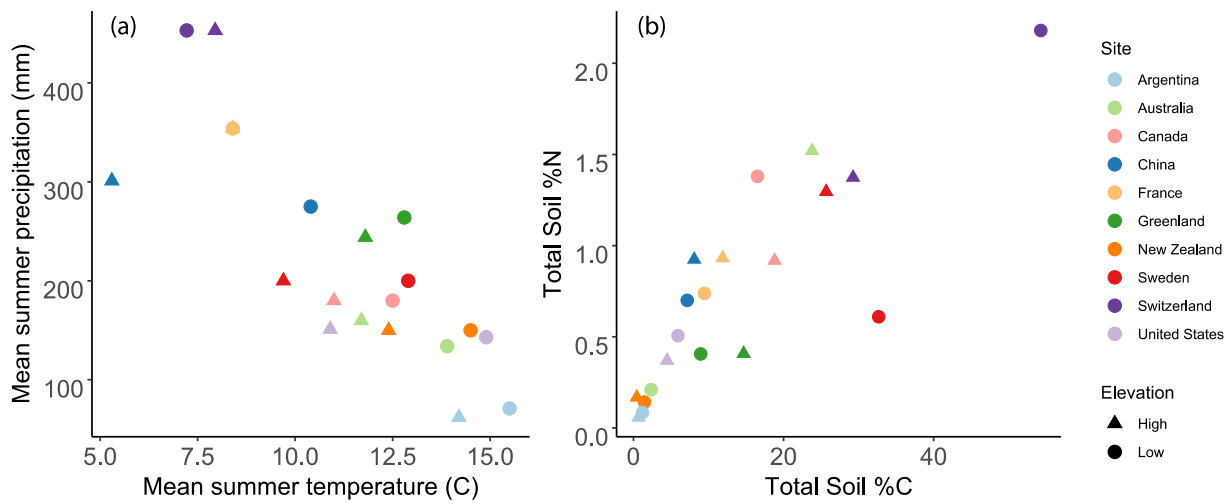 (a)
Mean summer precipitation (mm)
400
300
200
100
5.0 7.5 10.0 12.5 15.0
Mean summer temperature (C)
(b)
Total Soil %N
2.0
1.5
1.0
0.5
0.0
0 20 40
Total Soil %C
Site
Argentina
Australia
Canada
China
France
Greenland
New Zealand
Sweden
Switzerland
United States
Elevation
High
Low